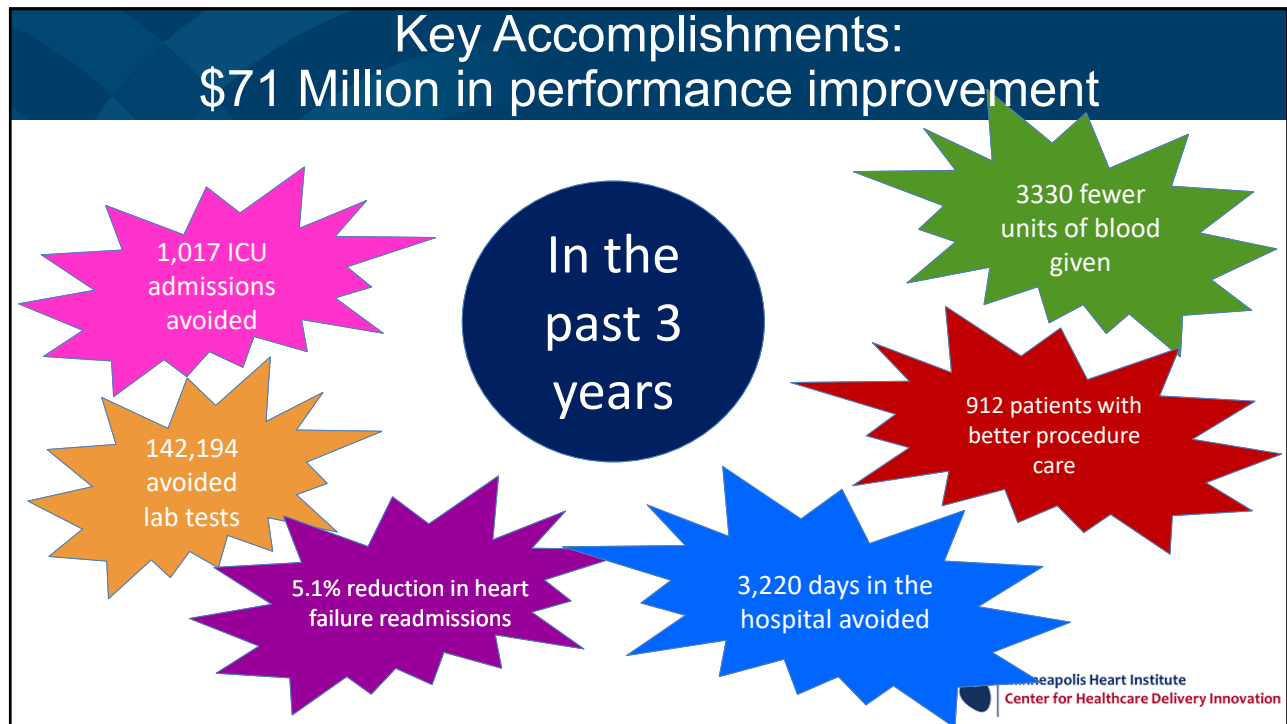 Key Accomplishments:
$71 Million in performance improvement
1,017 ICU
admissions
avoided
In the
past 3
years
3330 fewer
units of blood
given
142,194
avoided
lab tests
912 patients with
better procedure
care
5.1% reduction in heart
failure readmissions
3,220 days in the
hospital avoided
Heart Institute
Center for Healthcare Delivery Innovation